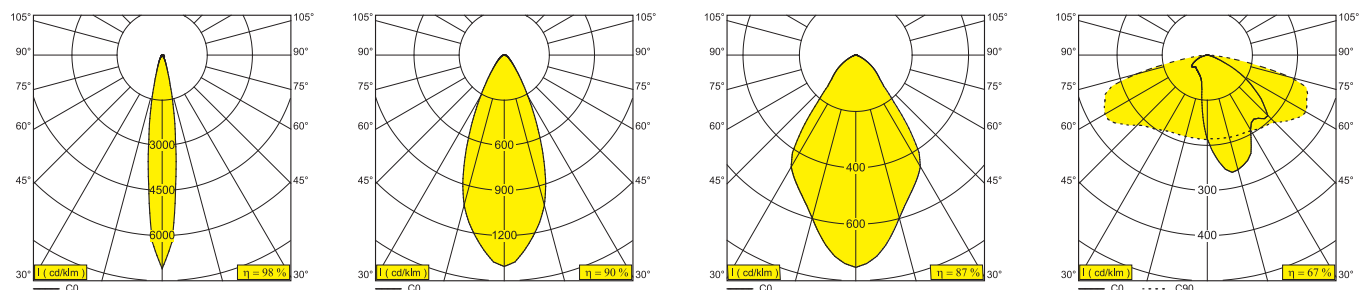 105° 105°
90° 90°
75° 75°
60° 60°
3000
45° 4500 45°
6000
30° I ( cd/klm ) η = 98 % 30°
C0
105° 105°
90° 90°
75° 75°
60° 60°
600
45° 900 45°
1200
30° I ( cd/klm ) η = 90 % 30°
C0
105° 105°
90° 90°
75° 75°
60° 60°
400
45° 45°
600
30° I ( cd/klm ) η = 87 % 30°
C0
105° 105°
90° 90°
75° 75°
60° 60°
45° 300 45°
400
30° I ( cd/klm ) η = 67 % 30°
C0 C90